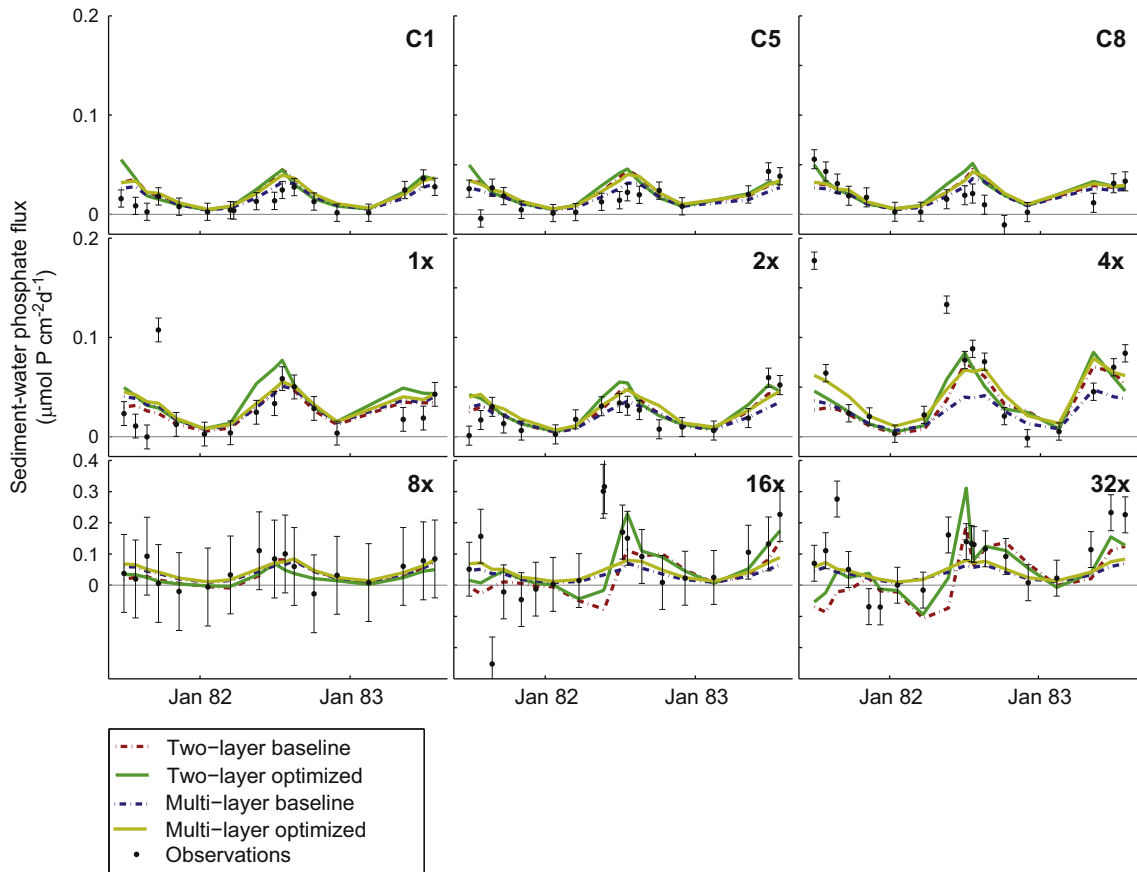 Sediment−water phosphate flux
(μmol P cm-2d-1)
0.2
0.1
0
C1
C5
C8
0.2
0.1
0
1x
2x
4x
0.4
0.3
0.2
0.1
0
8x
16x
32x
Jan 82
Jan 83
Jan 82
Jan 83
Jan 82
Jan 83
Two−layer baseline
Two−layer optimized
Multi−layer baseline
Multi−layer optimized
Observations